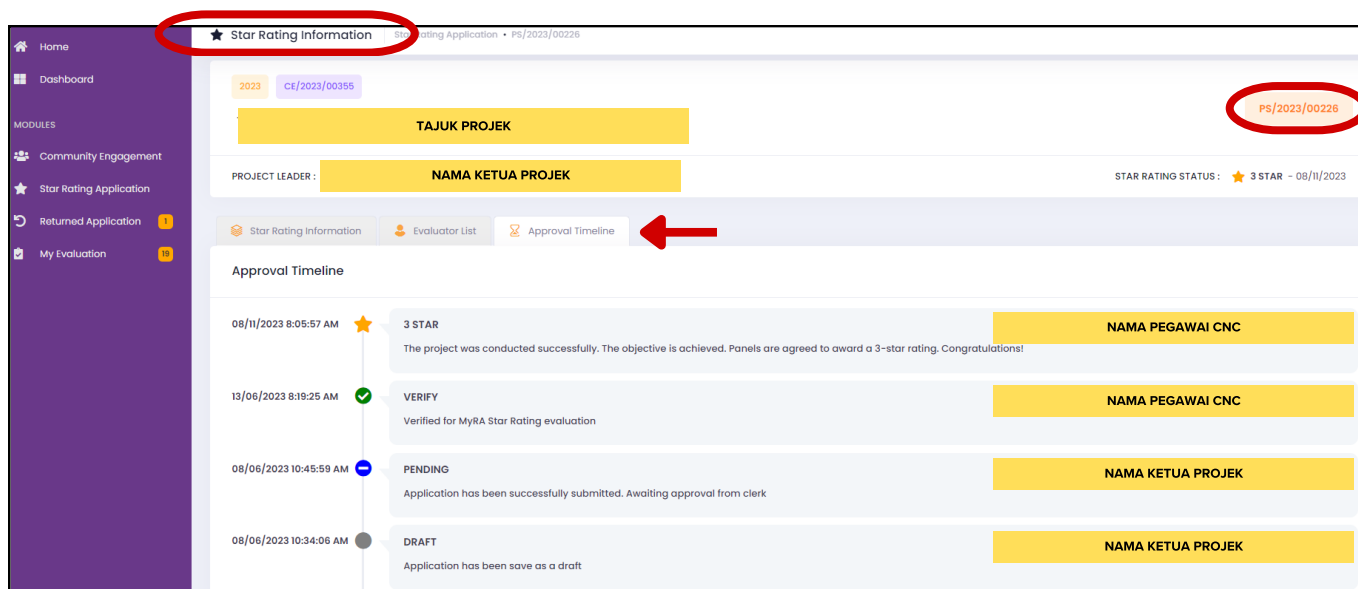 Home
Dashboard
MODULES
Community Engagement
Star Rating Application
Returned Application 1
My Evaluation 19
Star Rating Information
Star Rating Application • PS/2023/00226
2023 CE/2023/00355
PS/2023/00226
TAJUK PROJEK
PROJECT LEADER : NAMA KETUA PROJEK
STAR RATING STATUS : 3 STAR - 08/11/2023
Star Rating Information Evaluator List Approval Timeline
Approval Timeline
08/11/2023 8:05:57 AM 3 STAR NAMA PEGAWAI CNC
The project was conducted successfully. The objective is achieved. Panels are agreed to award a 3-star rating. Congratulations!
13/06/2023 8:19:25 AM VERIFY NAMA PEGAWAI CNC
Verified for MyRA Star Rating evaluation
08/06/2023 10:45:59 AM PENDING NAMA KETUA PROJEK
Application has been successfully submitted. Awaiting approval from clerk
08/06/2023 10:34:06 AM DRAFT NAMA KETUA PROJEK
Application has been save as a draft